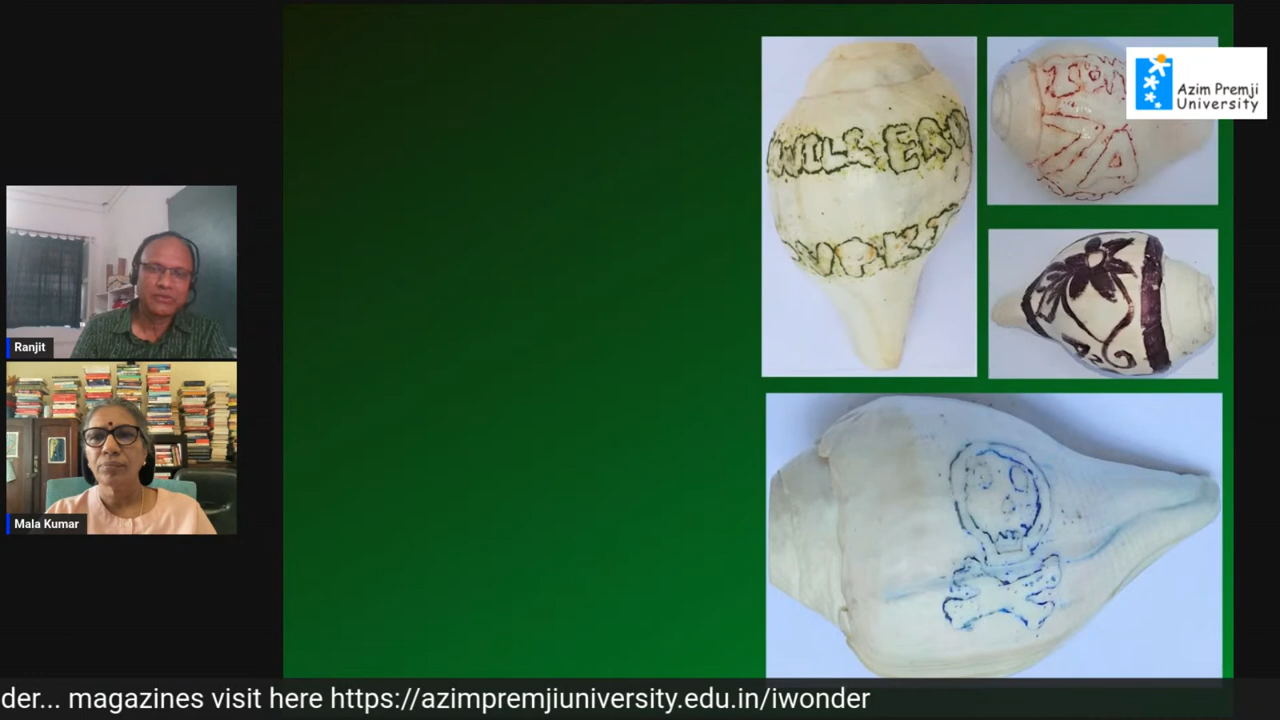 Azim Premji
University
Ranjit
Mala Kumar
der... magazines visit here https://azimpremjiuniversity.edu.in/iwonder